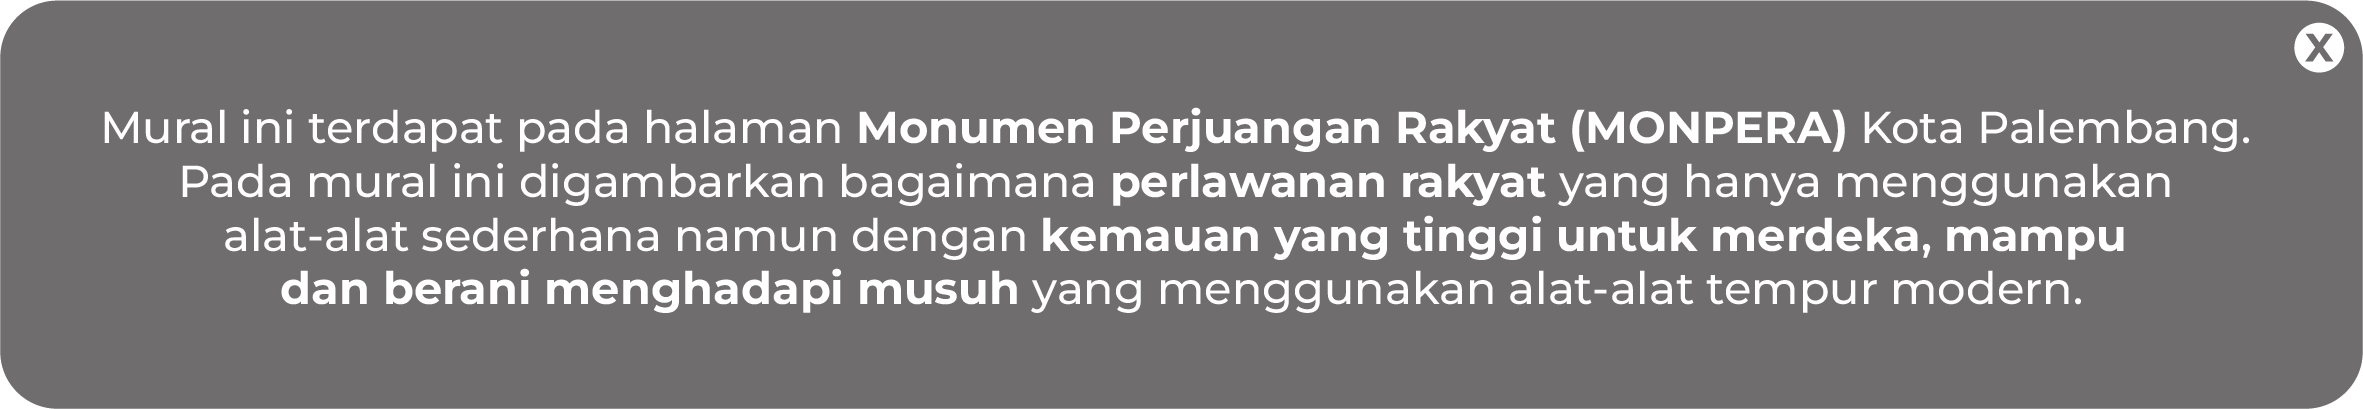 X
Mural ini terdapat pada halaman Monumen Perjuangan Rakyat (MONPERA) Kota Palembang.
Pada mural ini digambarkan bagaimana perlawanan rakyat yang hanya menggunakan
alat-alat sederhana namun dengan kemauan yang tinggi untuk merdeka, mampu
dan berani menghadapi musuh yang menggunakan alat-alat tempur modern.